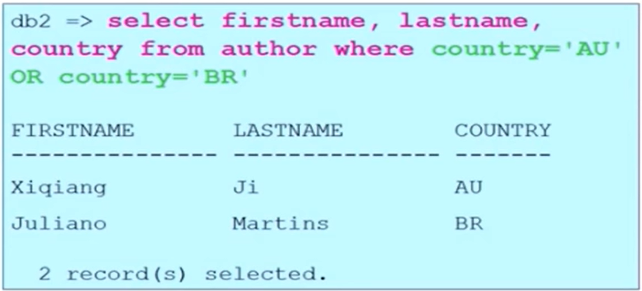 db2 => select firstname, lastname,
country from author where country='AU'
OR country='BR'
FIRSTNAME LASTNAME COUNTRY
--------------- --------------- -------
Xiqiang Ji AU
Juliano Martins BR
2 record(s) selected.